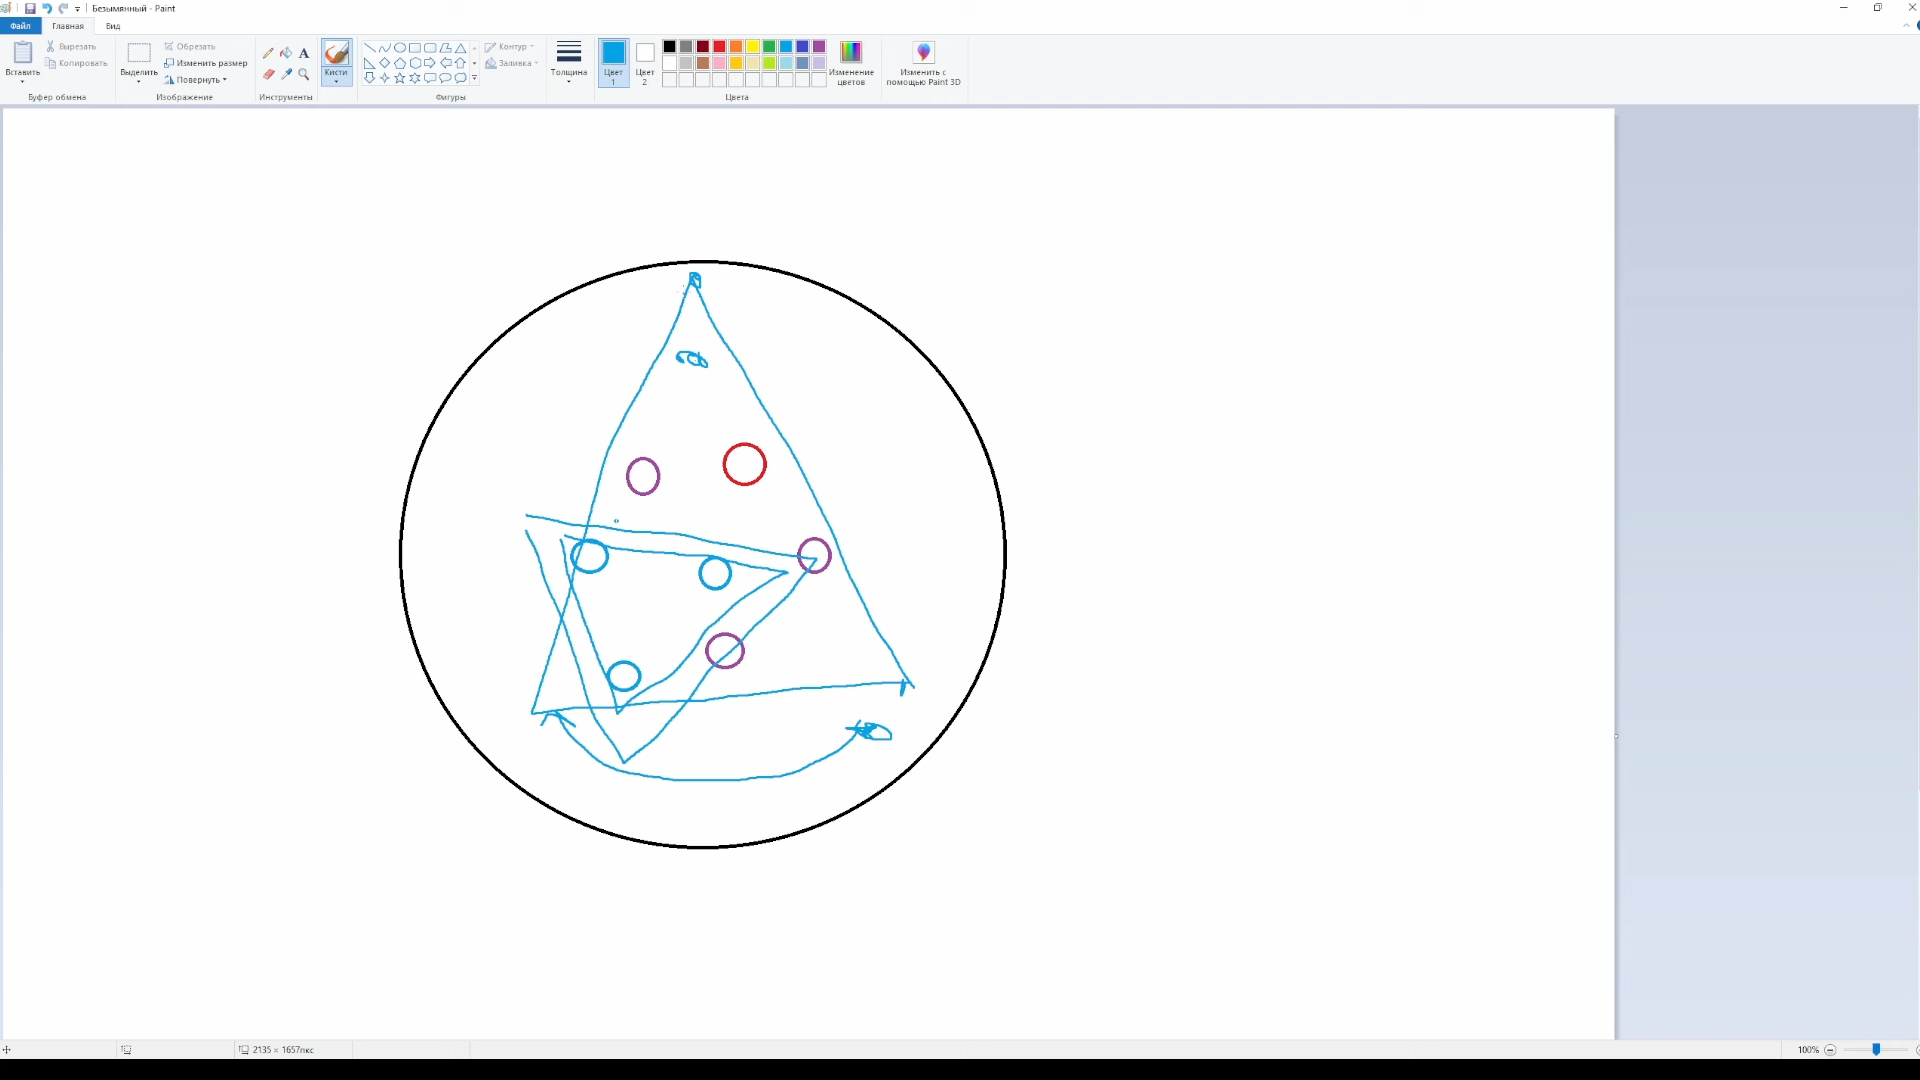 Безымянный - Paint
Файл Главная Вид
Вставить
Вырезать
Копировать
Буфер обмена
Выделить
Обрезать
Изменить размер
Повернуть
Изображение
A
Инструменты
Кисти
Контур
Заливка
Фигуры
Толщина
Цвет 1
Цвет 2
Цвета
Изменение цветов
Изменить с помощью Paint 3D
2135 × 1657пкс
100%